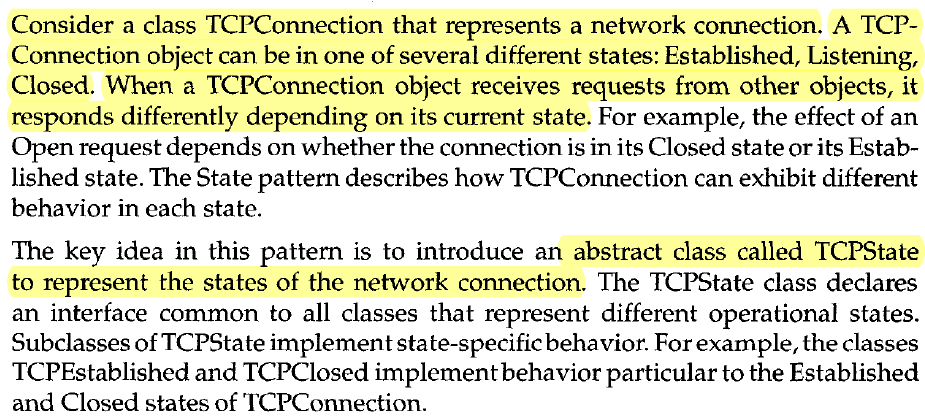 Consider a class TCPConnection that represents a network connection. A TCP-
Connection object can be in one of several different states: Established, Listening,
Closed. When a TCPConnection object receives requests from other objects, it
responds differently depending on its current state. For example, the effect of an
Open request depends on whether the connection is in its Closed state or its Estab-
lished state. The State pattern describes how TCPConnection can exhibit different
behavior in each state.
The key idea in this pattern is to introduce an abstract class called TCPState
to represent the states of the network connection. The TCPState class declares
an interface common to all classes that represent different operational states.
Subclasses of TCPState implement state-specific behavior. For example, the classes
TCPEstablished and TCPClosed implement behavior particular to the Established
and Closed states of TCPConnection.